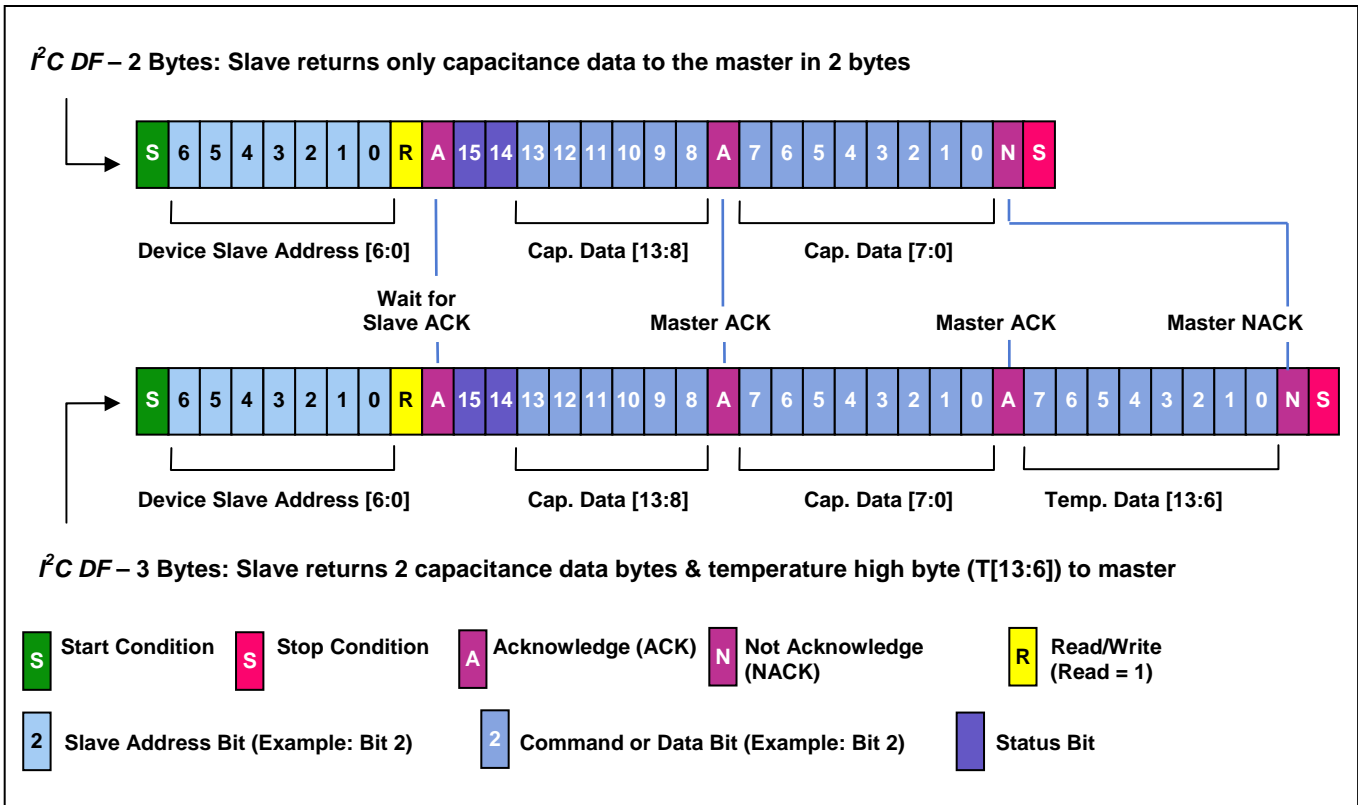 I²C DF – 2 Bytes: Slave returns only capacitance data to the master in 2 bytes
S 6 5 4 3 2 1 0 R A 15 14 13 12 11 10 9 8 A 7 6 5 4 3 2 1 0 N S
Device Slave Address [6:0] Cap. Data [13:8] Cap. Data [7:0]
Wait for
Slave ACK Master ACK Master ACK Master NACK
S 6 5 4 3 2 1 0 R A 15 14 13 12 11 10 9 8 A 7 6 5 4 3 2 1 0 A 7 6 5 4 3 2 1 0 N S
Device Slave Address [6:0] Cap. Data [13:8] Cap. Data [7:0] Temp. Data [13:6]
I²C DF – 3 Bytes: Slave returns 2 capacitance data bytes & temperature high byte (T[13:6]) to master
S Start Condition S Stop Condition A Acknowledge (ACK) N Not Acknowledge
(NACK) R Read/Write
(Read = 1)
2 Slave Address Bit (Example: Bit 2) 2 Command or Data Bit (Example: Bit 2) Status Bit